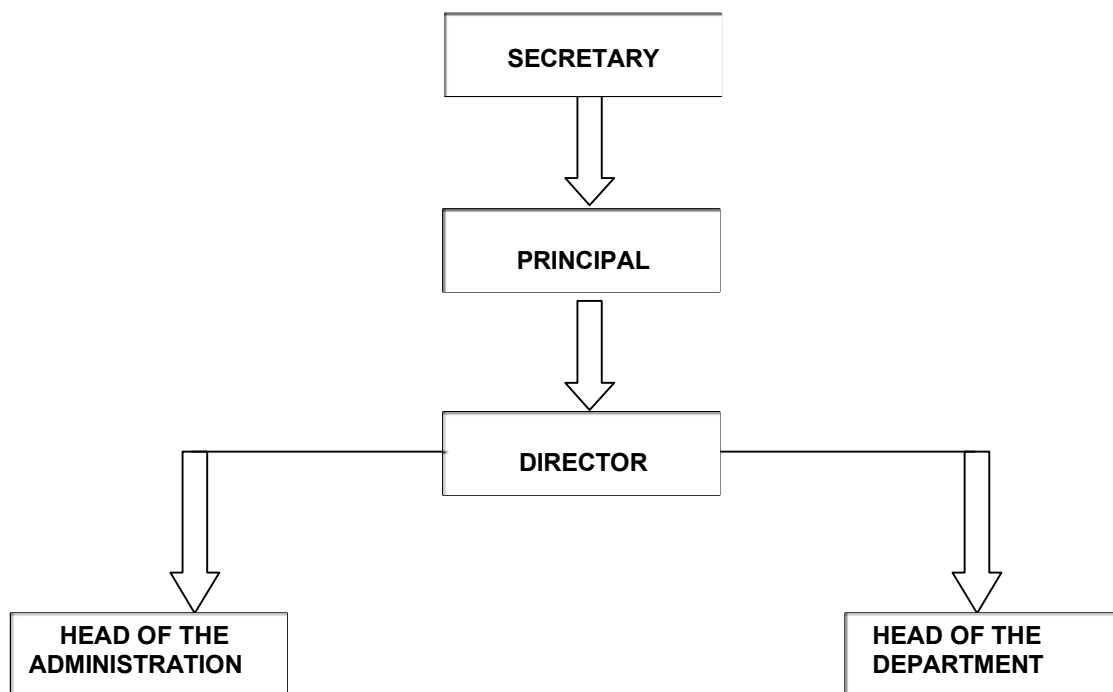 SECRETARY
PRINCIPAL
DIRECTOR
HEAD OF THE
ADMINISTRATION
HEAD OF THE
DEPARTMENT